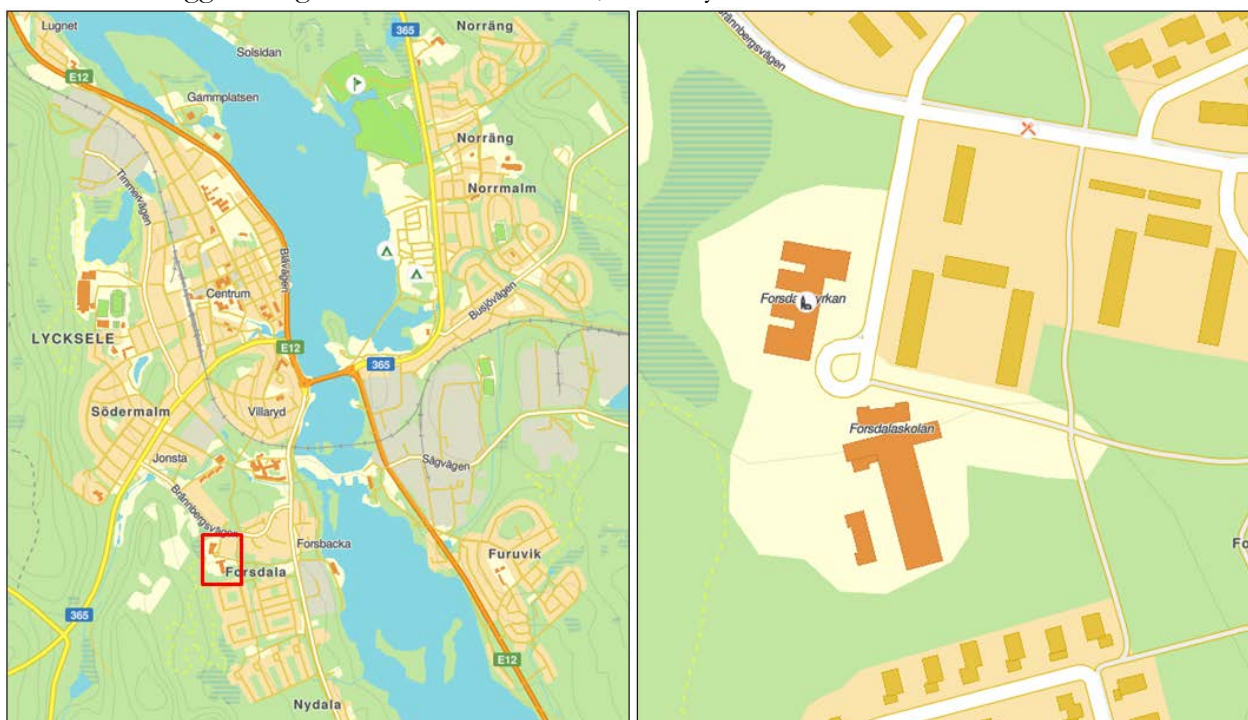 Lugnet
E12
Solsidan
365
Norräng
Gammplatsen
Norräng
Norrmalm
Timmervägen
Blåvägen
Centrum
Busjövägen
LYCKSELE
E12
365
Södermalm
Villaryd
Jonsta
Sågvägen
Brännbergsvägen
Forsbacka
Furuvik
Forsdala
365
E12
Nydala
Brännbergsvägen
Forsdalaskolan